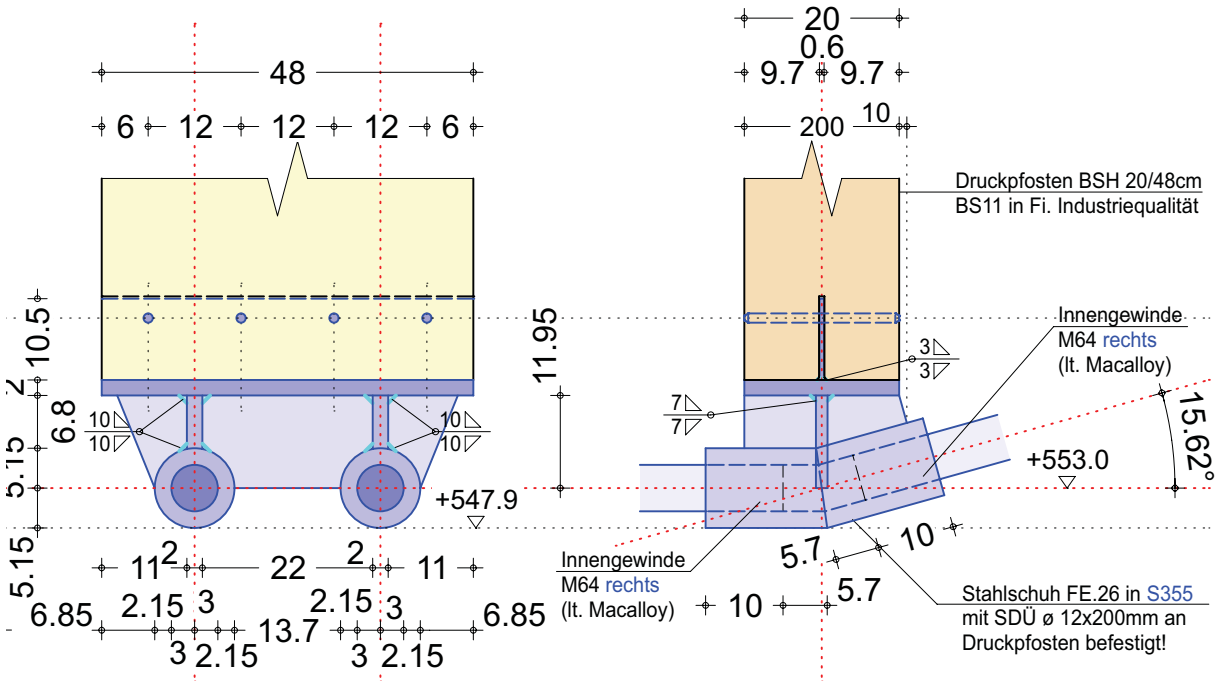 48
6 12 12 12 6
20
0.6
9.7 9.7
200 10
Druckpfosten BSH 20/48cm
BS11 in Fi. Industriequalität
10.5
2
6.8
5.15
5.15
10
10
10
10
+547.9
11 2 22 2 11
6.85 2.15 3 2.15 3 6.85
13.7
3 2.15 3 2.15
11.95
7
7
3
3
Innengewinde
M64 rechts
(lt. Macalloy)
15.62°
+553.0
Innengewinde
M64 rechts
(lt. Macalloy)
5.7 10
10 5.7
Stahlschuh FE.26 in S355
mit SDÜ ø 12x200mm an
Druckpfosten befestigt!